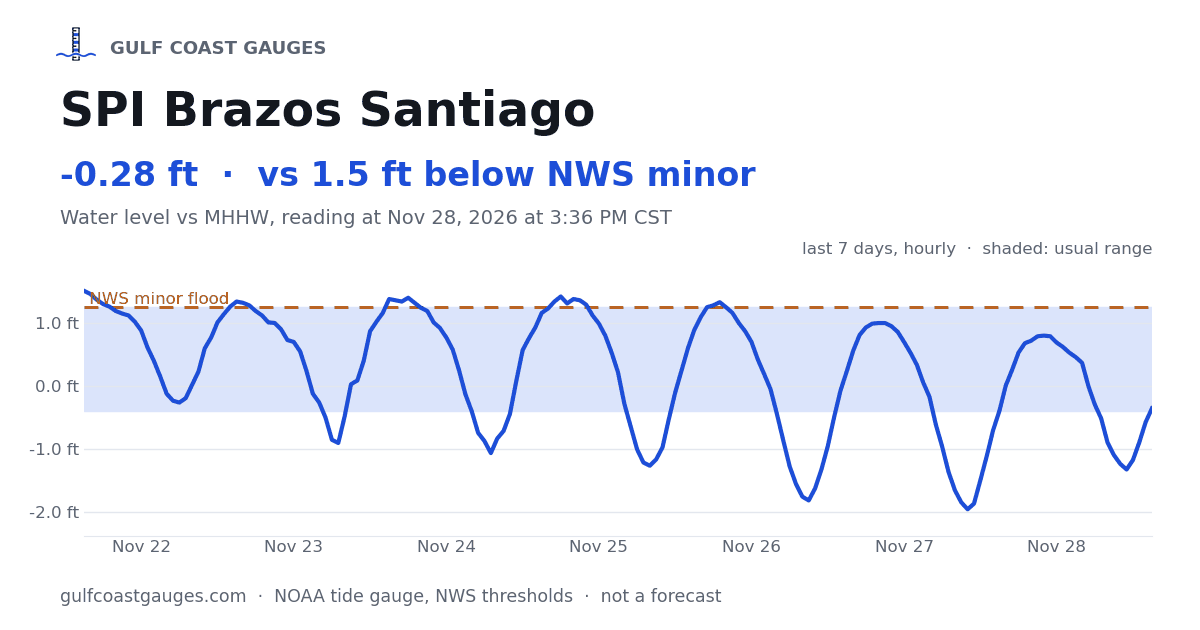 GULF COAST GAUGES
SPI Brazos Santiago
-0.28 ft · vs 1.5 ft below NWS minor
Water level vs MHHW, reading at Nov 28, 2026 at 3:36 PM CST
last 7 days, hourly · shaded: usual range
NWS minor flood
1.0 ft
0.0 ft
-1.0 ft
-2.0 ft
Nov 22 Nov 23 Nov 24 Nov 25 Nov 26 Nov 27 Nov 28
gulfcoastgauges.com · NOAA tide gauge, NWS thresholds · not a forecast